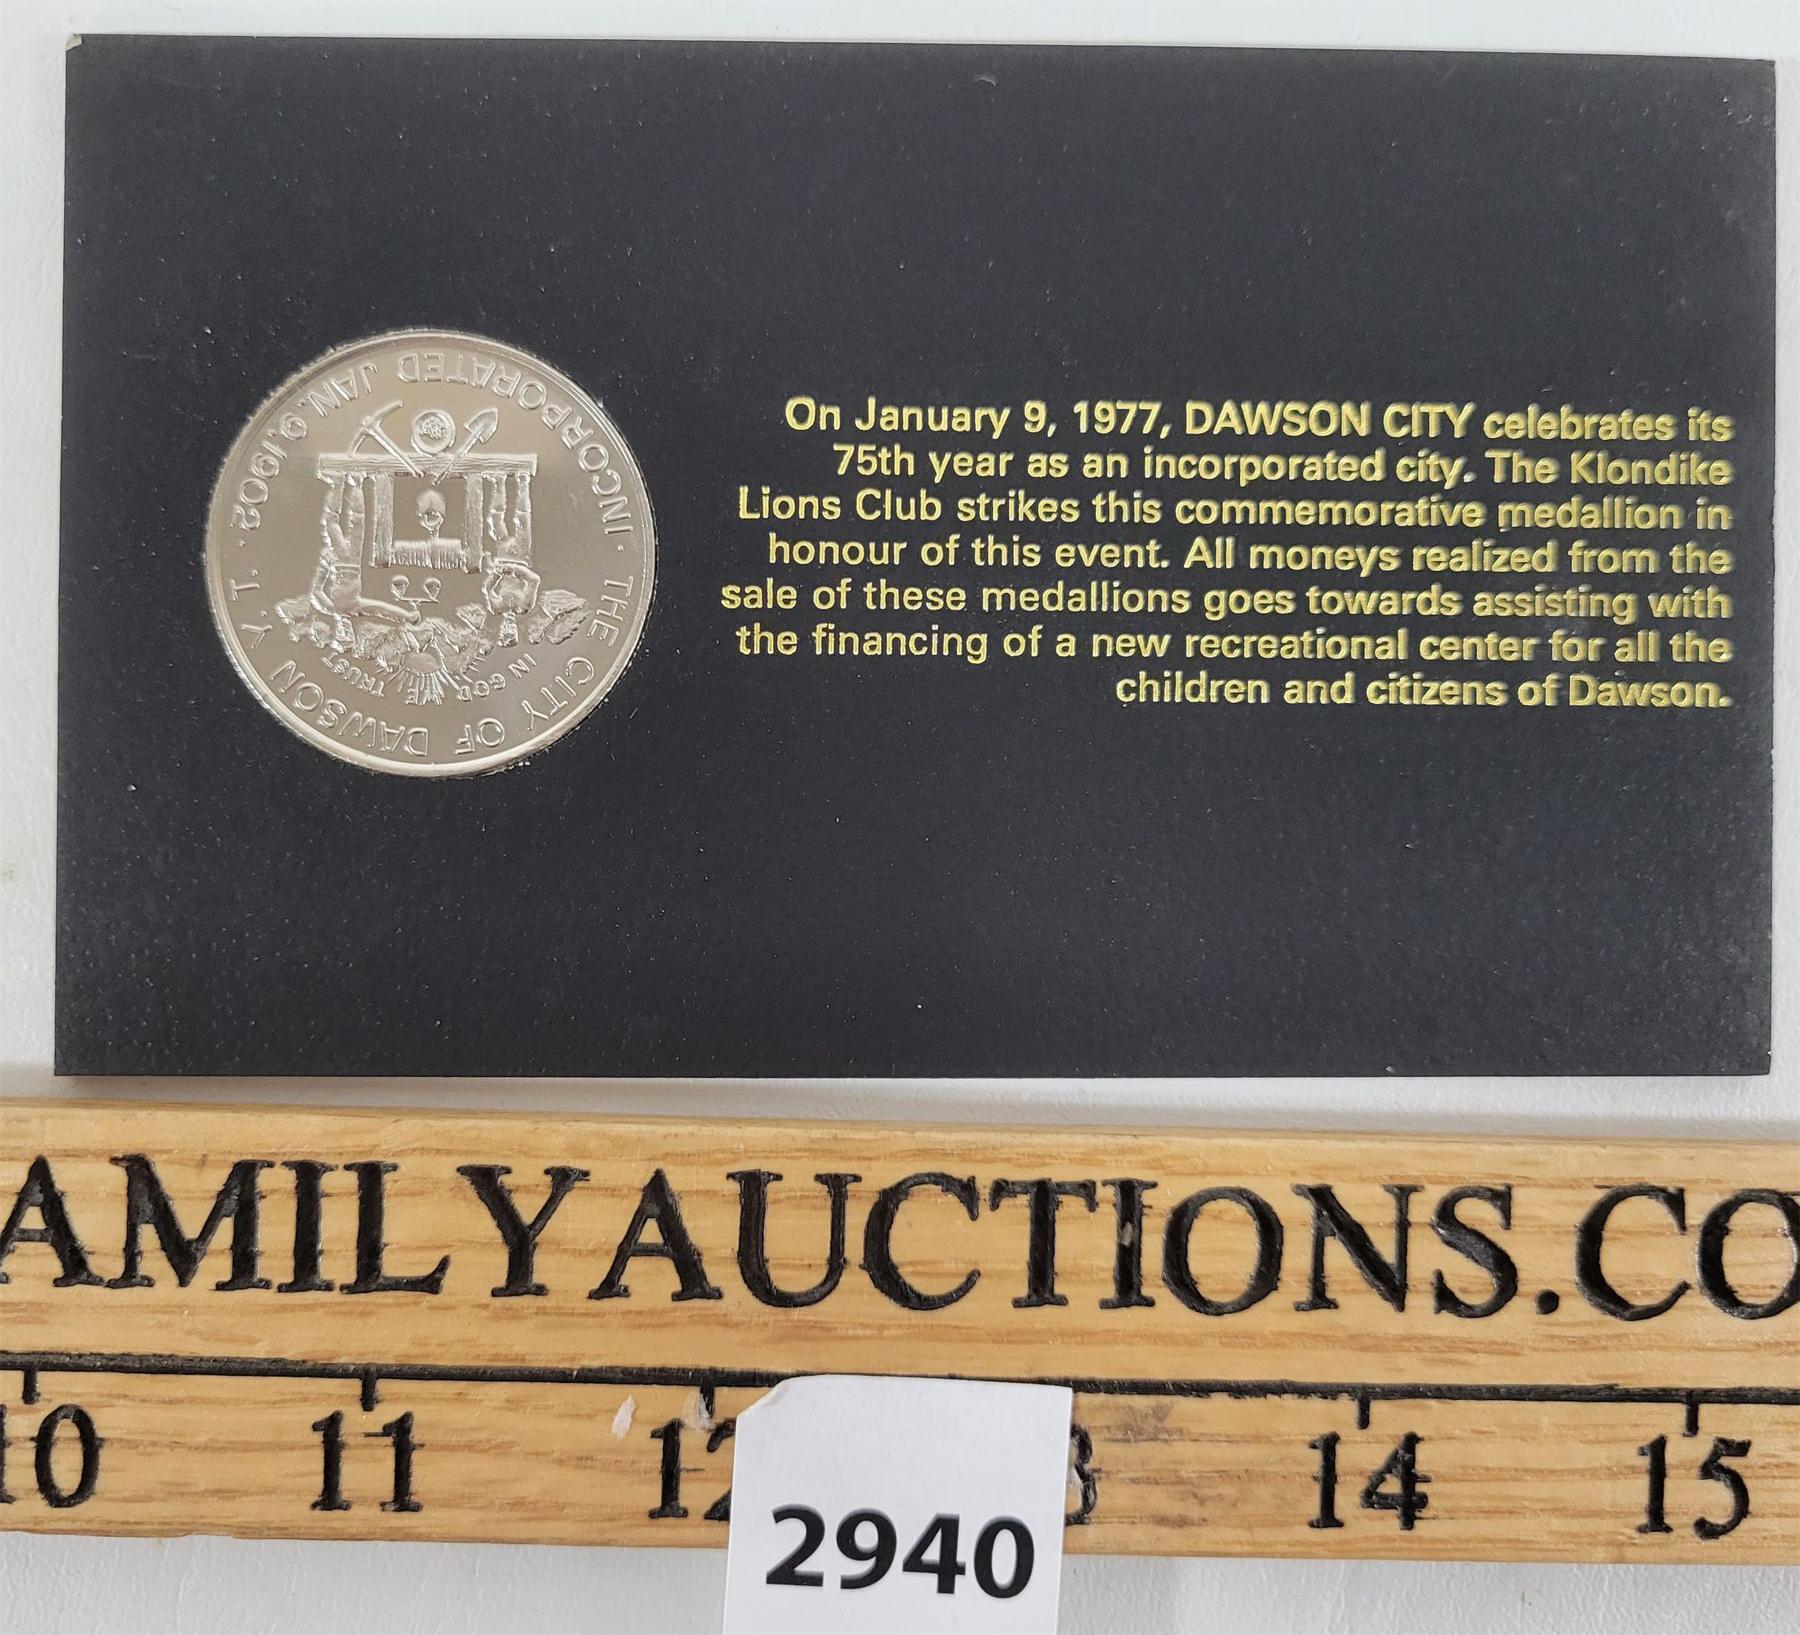 THE CITY OF DAWSON Y.T. · INCORPORATED JAN. 9. 1902 ·
IN GOD WE TRUST
On January 9, 1977, DAWSON CITY celebrates its
75th year as an incorporated city. The Klondike
Lions Club strikes this commemorative medallion in
honour of this event. All moneys realized from the
sale of these medallions goes towards assisting with
the financing of a new recreational center for all the
children and citizens of Dawson.
AMILYAUCTIONS.CO
10 11 12 3 14 15
2940